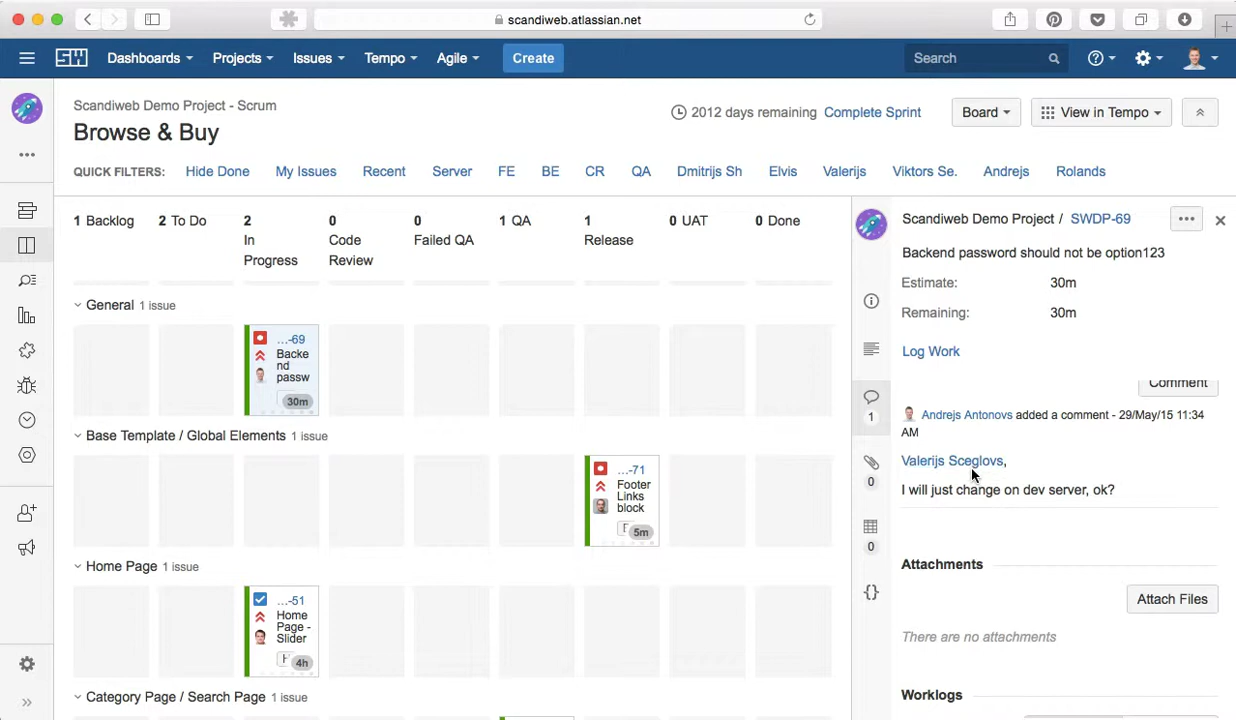 scandiweb.atlassian.net
SW Dashboards Projects Issues Tempo Agile Create Search
Scandiweb Demo Project - Scrum
Browse & Buy
2012 days remaining Complete Sprint Board View in Tempo
QUICK FILTERS: Hide Done My Issues Recent Server FE BE CR QA Dmitrijs Sh Elvis Valerijs Viktors Se. Andrejs Rolands
1 Backlog
2 To Do
2
In
Progress
0
Code
Review
0
Failed QA
1 QA
1
Release
0 UAT
0 Done
General 1 issue
...-69
Backe
nd
passw
30m
Base Template / Global Elements 1 issue
...-71
Footer
Links
block
5m
Home Page 1 issue
...-51
Home
Page -
Slider
4h
Category Page / Search Page 1 issue
Scandiweb Demo Project / SWDP-69
Backend password should not be option123
Estimate: 30m
Remaining: 30m
Log Work
Comment
1
Andrejs Antonovs added a comment - 29/May/15 11:34
AM
Valerijs Sceglovs,
I will just change on dev server, ok?
0
0
Attachments
Attach Files
There are no attachments
Worklogs